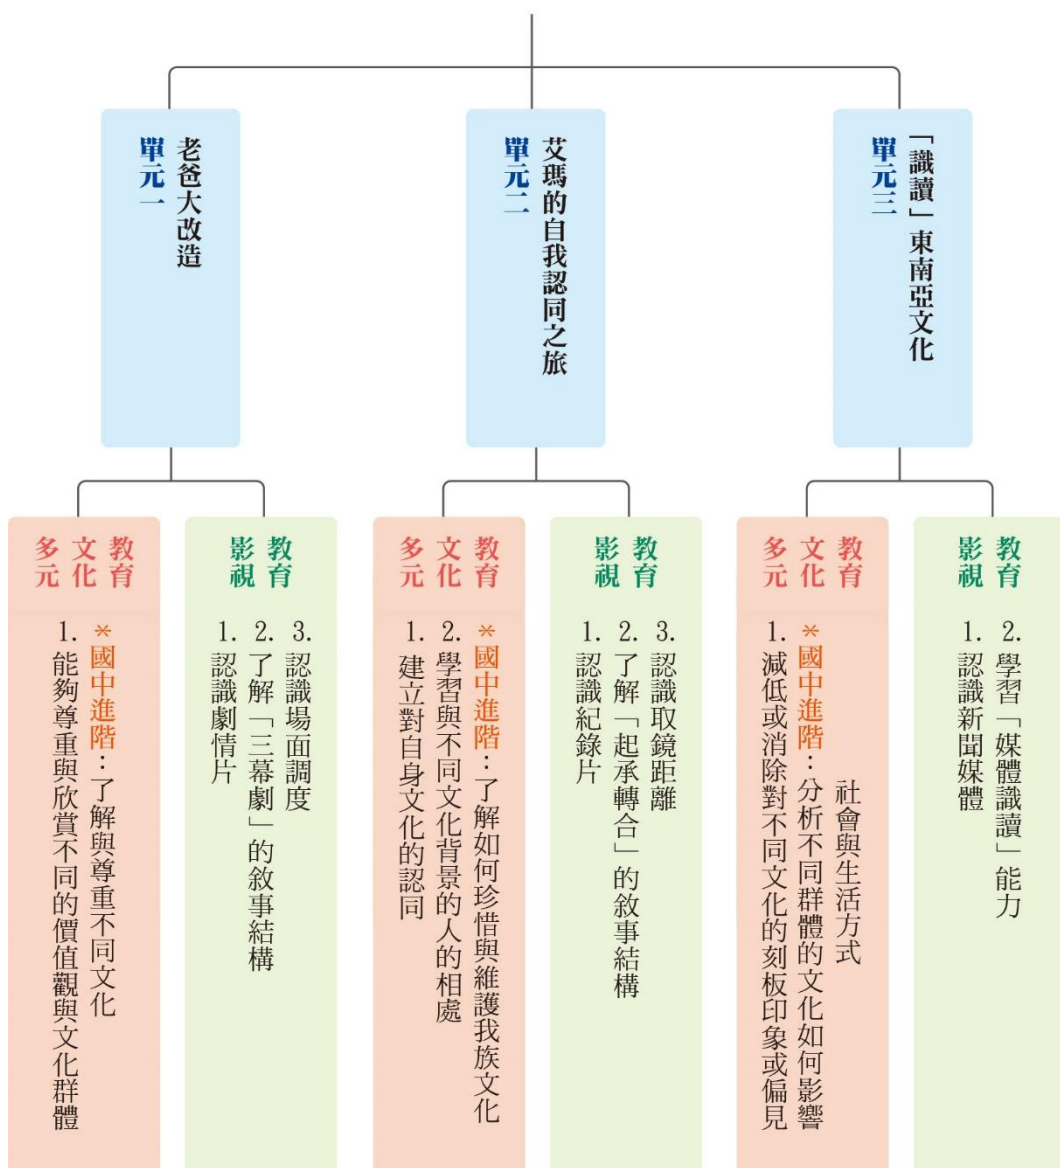 單元一
老爸大改造
多元
文化
教育
1. 能夠尊重與欣賞不同的價值觀與文化群體
＊國中進階：了解與尊重不同文化
影視
教育
1. 認識劇情片
2. 了解「三幕劇」的敘事結構
3. 認識場面調度
單元二
艾瑪的自我認同之旅
多元
文化
教育
1. 建立對自身文化的認同
2. 學習與不同文化背景的人的相處
＊國中進階：了解如何珍惜與維護我族文化
影視
教育
1. 認識紀錄片
2. 了解「起承轉合」的敘事結構
3. 認識取鏡距離
單元三
「識讀」東南亞文化
多元
文化
教育
1. 減低或消除對不同文化的刻板印象或偏見
＊國中進階：分析不同群體的文化如何影響
社會與生活方式
影視
教育
1. 認識新聞媒體
2. 學習「媒體識讀」能力